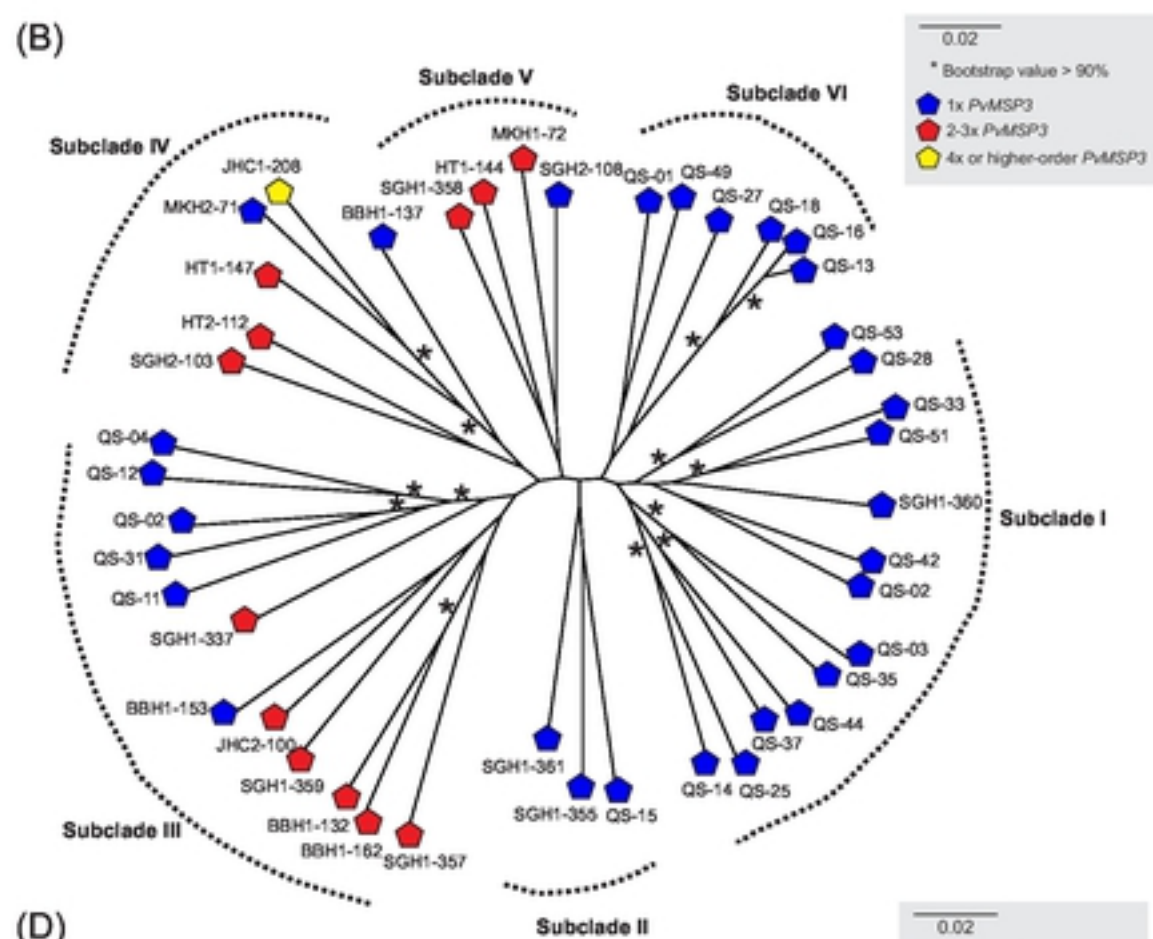 (B)
0.02
* Bootstrap value > 90%
1x PvMSP3
2-3x PvMSP3
4x or higher-order PvMSP3
Subclade V
Subclade VI
Subclade IV
MKH1-72
JHC1-208
HT1-144
SGH2-108
QS-01
QS-49
SGH1-358
QS-27
MKH2-71
BBH1-137
QS-18
QS-16
HT1-147
QS-13
HT2-112
QS-53
SGH2-103
QS-28
QS-33
QS-04
QS-51
QS-12
SGH1-360
QS-02
Subclade I
QS-31
QS-42
QS-11
QS-02
SGH1-337
QS-03
QS-35
BBH1-153
QS-44
JHC2-100
QS-37
SGH1-361
SGH1-359
QS-14
QS-25
SGH1-355
QS-15
BBH1-132
Subclade III
BBH1-162
SGH1-357
Subclade II
(D)
0.02